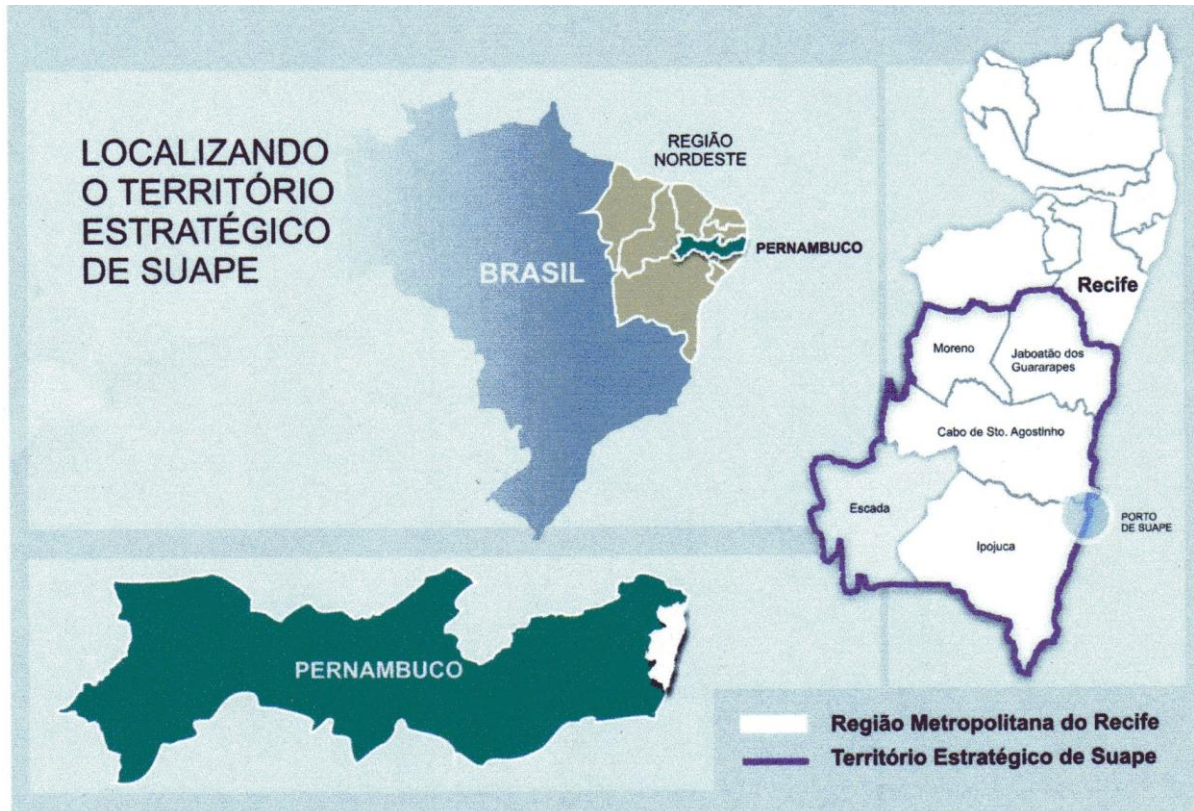 LOCALIZANDO
O TERRITÓRIO
ESTRATÉGICO
DE SUAPE
REGIÃO
NORDESTE
BRASIL
PERNAMBUCO
Recife
Moreno
Jaboatão dos
Guararapes
Cabo de Sto. Agostinho
Escada
Ipojuca
PORTO
DE SUAPE
PERNAMBUCO
Região Metropolitana do Recife
Território Estratégico de Suape